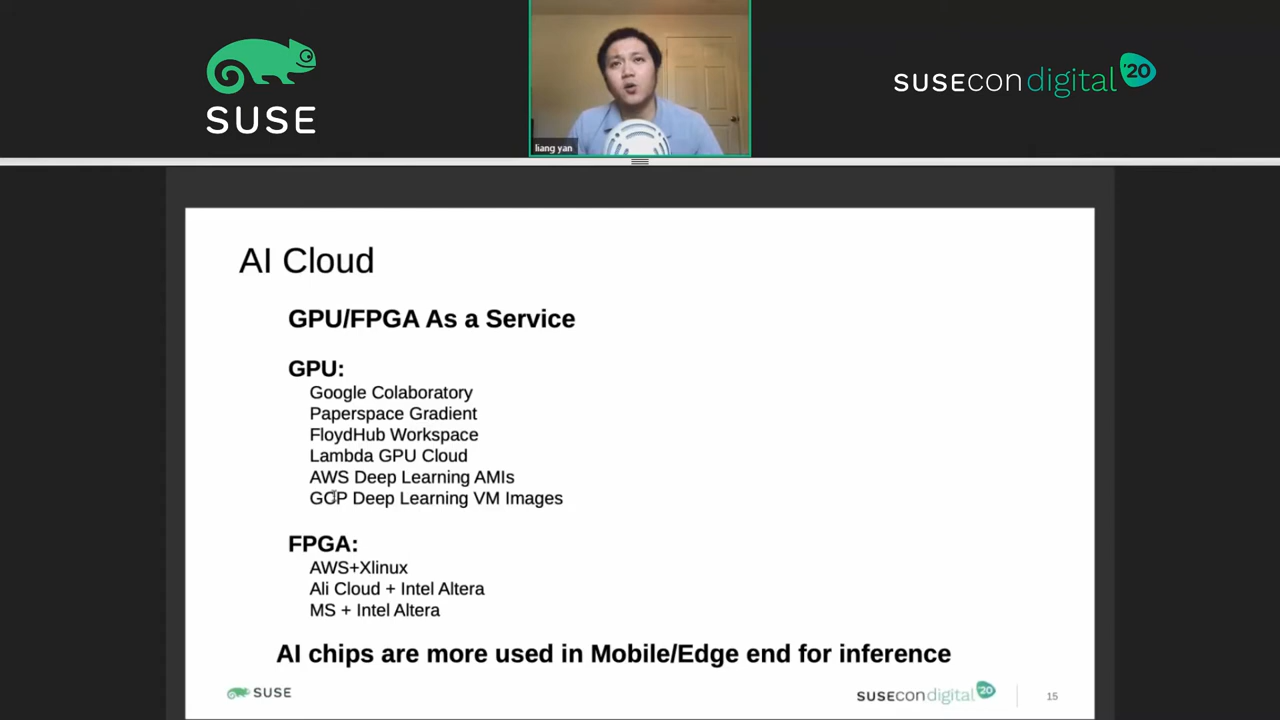 SUSE
liang yan
SUSEcon digital '20
AI Cloud
GPU/FPGA As a Service
GPU:
Google Colaboratory
Paperspace Gradient
FloydHub Workspace
Lambda GPU Cloud
AWS Deep Learning AMIs
GCP Deep Learning VM Images
FPGA:
AWS+Xlinux
Ali Cloud + Intel Altera
MS + Intel Altera
AI chips are more used in Mobile/Edge end for inference
SUSE
SUSEcon digital '20
15